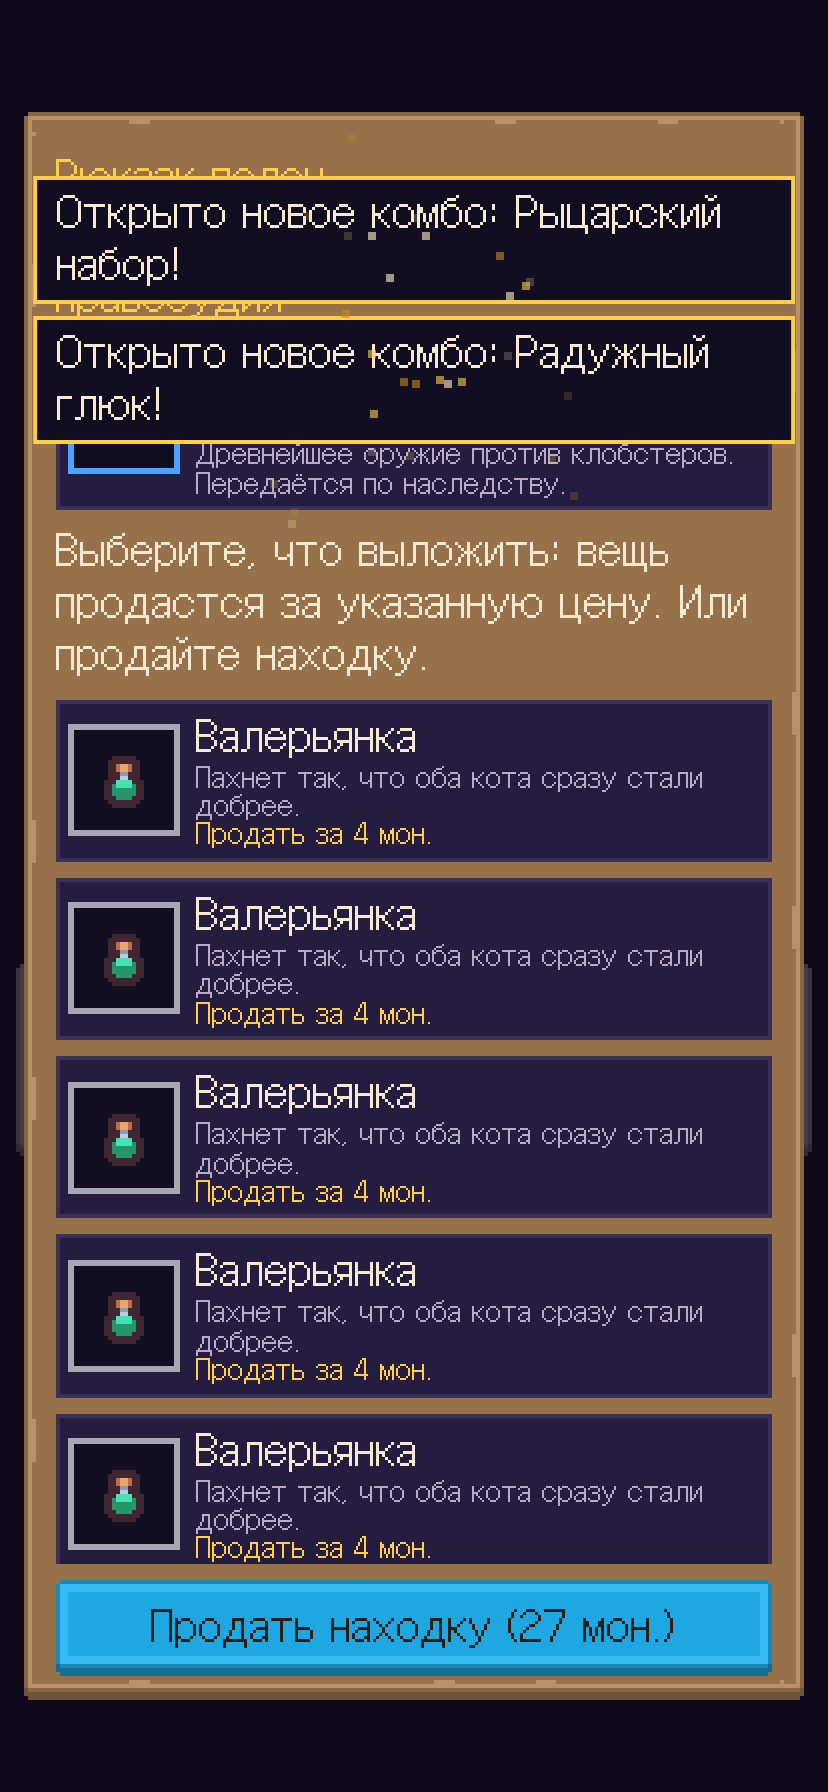 Рюкзак полон
Открыто новое комбо: Рыцарский
набор!
правосудия
Открыто новое комбо: Радужный
глюк!
Древнейшее оружие против клобстеров.
Передаётся по наследству.
Выберите, что выложить: вещь
продастся за указанную цену. Или
продайте находку.
Валерьянка
Пахнет так, что оба кота сразу стали
добрее.
Продать за 4 мон.
Валерьянка
Пахнет так, что оба кота сразу стали
добрее.
Продать за 4 мон.
Валерьянка
Пахнет так, что оба кота сразу стали
добрее.
Продать за 4 мон.
Валерьянка
Пахнет так, что оба кота сразу стали
добрее.
Продать за 4 мон.
Валерьянка
Пахнет так, что оба кота сразу стали
добрее.
Продать за 4 мон.
Продать находку (27 мон.)